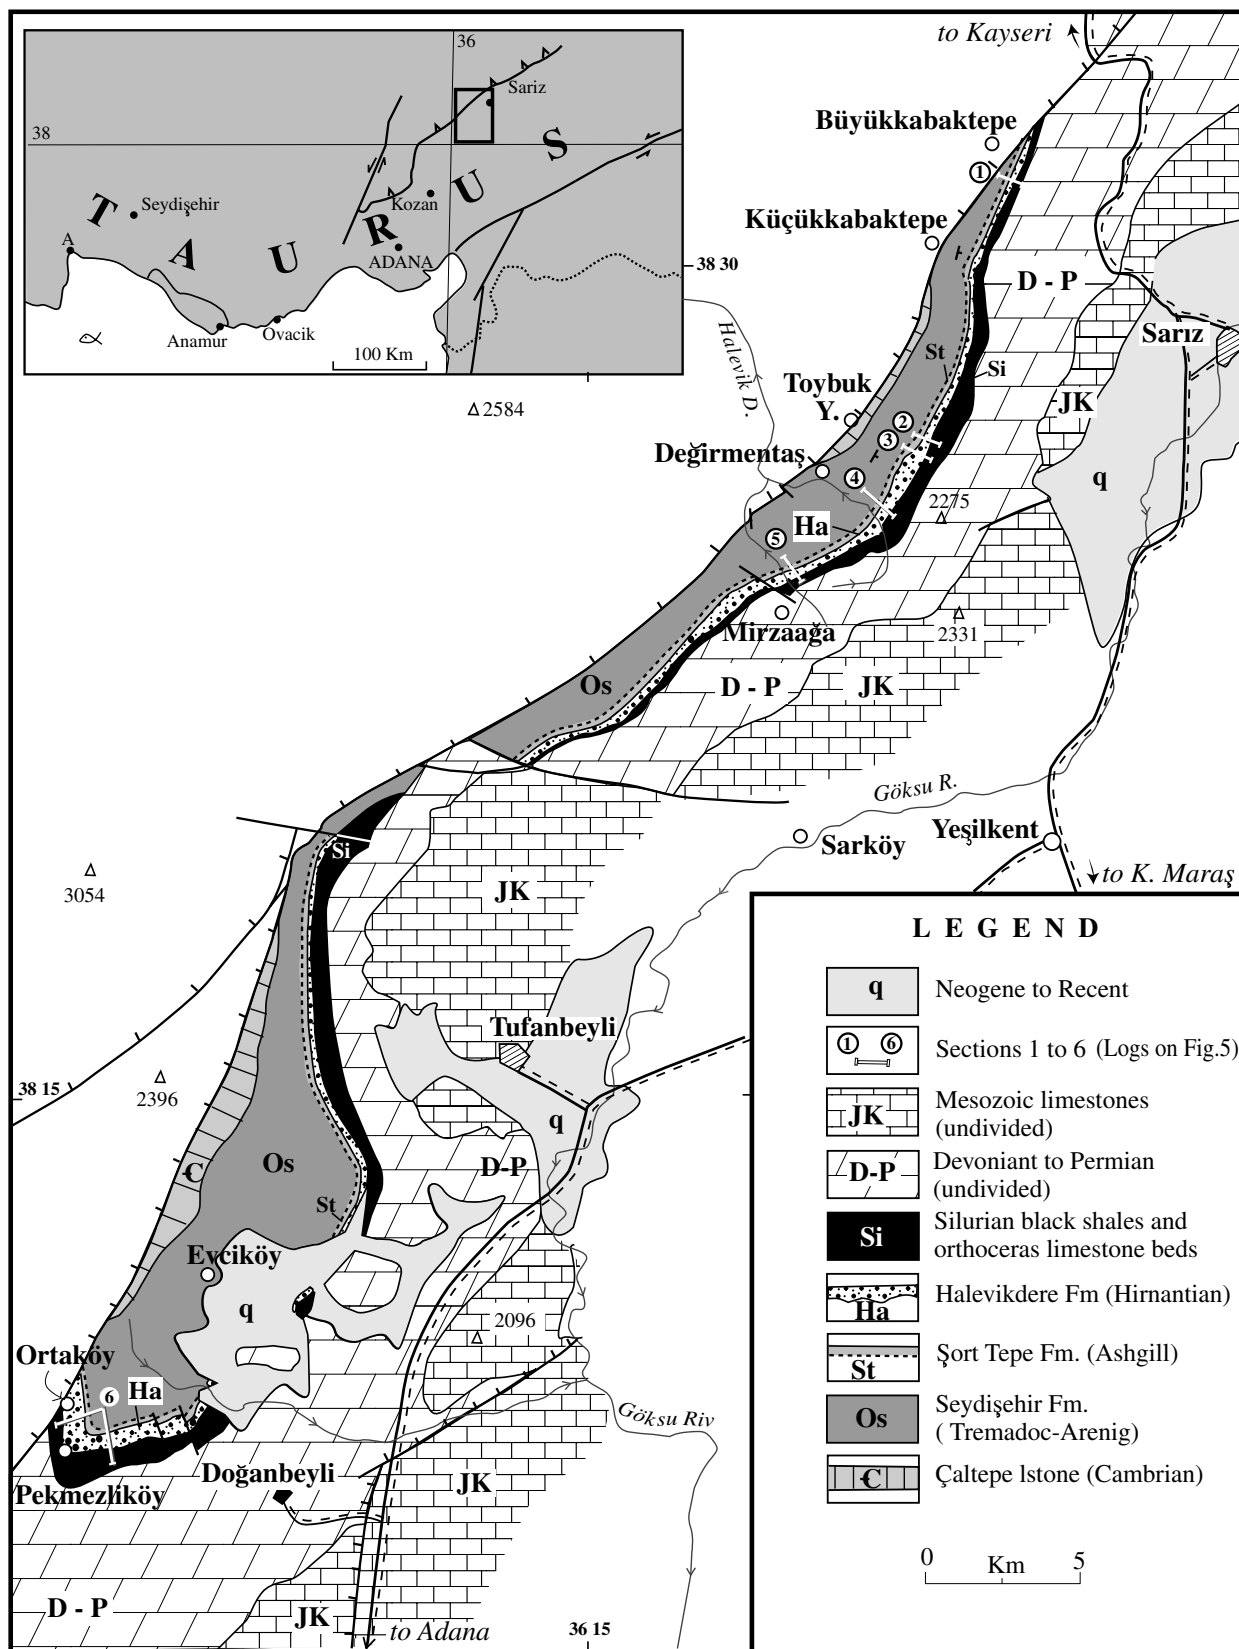 to Kayseri
36
Sariz
38
Büyükkabaktepe
1
T A U R U S
Seydişehir
Kozan
A
ADANA
Küçükkabaktepe
38 30
D - P
Anamur
Ovacik
100 Km
Halevik D.
Sarız
St
Si
Toybuk
Y.
JK
2584
2
3
Değirmentaş
4
q
2275
Ha
5
Mirzaağa
2331
Os
D - P
JK
Göksu R.
Sarköy
Yeşilkent
Si
to K. Maraş
3054
JK
Tufanbeyli
38 15
2396
q
Os
D-P
C
St
Evciköy
q
2096
Ortaköy
6
Ha
Göksu Riv
Doğanbeyli
JK
Pekmezliköy
D - P
JK
to Adana
36 15
LEGEND
q
Neogene to Recent
1 6
Sections 1 to 6 (Logs on Fig.5)
JK
Mesozoic limestones
(undivided)
D-P
Devoniant to Permian
(undivided)
Si
Silurian black shales and
orthoceras limestone beds
Ha
Halevikdere Fm (Hirnantian)
St
Şort Tepe Fm. (Ashgill)
Os
Seydişehir Fm.
( Tremadoc-Arenig)
C
Çaltepe lstone (Cambrian)
0 Km 5